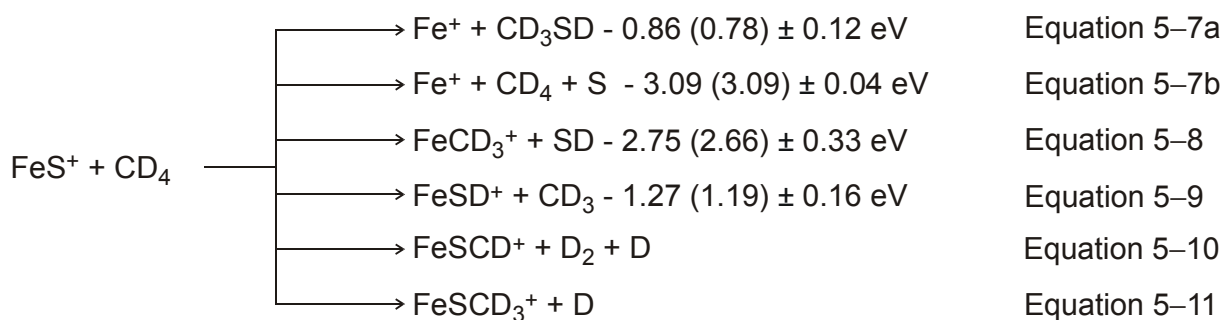 Fe⁺ + CD₃SD - 0.86 (0.78) ± 0.12 eV Equation 5–7a
Fe⁺ + CD₄ + S - 3.09 (3.09) ± 0.04 eV Equation 5–7b
FeCD₃⁺ + SD - 2.75 (2.66) ± 0.33 eV Equation 5–8
FeS⁺ + CD₄
FeSD⁺ + CD₃ - 1.27 (1.19) ± 0.16 eV Equation 5–9
FeSCD⁺ + D₂ + D Equation 5–10
FeSCD₃⁺ + D Equation 5–11